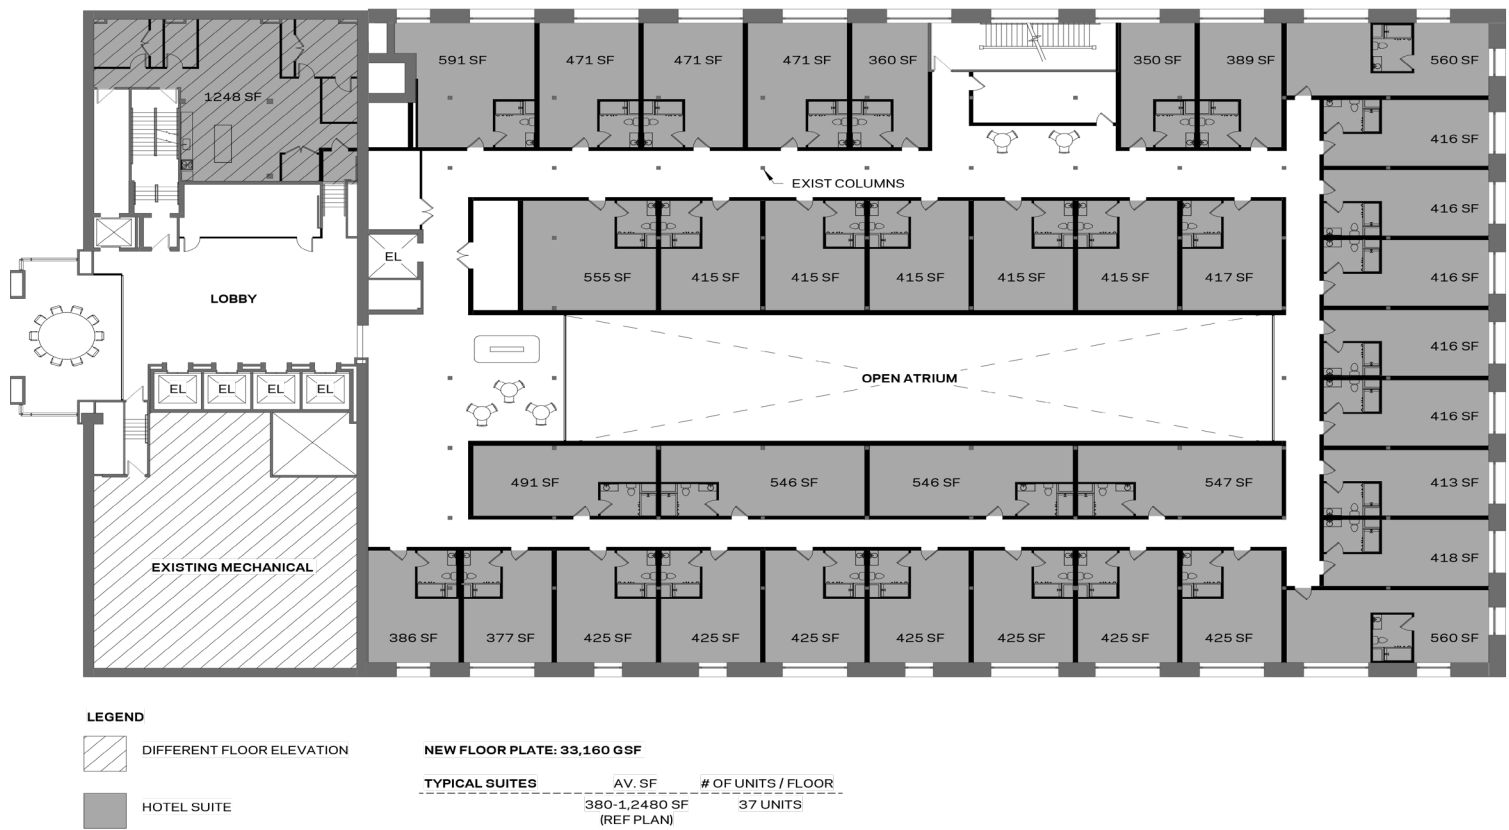 591 SF
471 SF
471 SF
471 SF
360 SF
350 SF
389 SF
560 SF
1248 SF
416 SF
EXIST COLUMNS
416 SF
EL
555 SF
415 SF
415 SF
415 SF
415 SF
415 SF
417 SF
416 SF
LOBBY
416 SF
OPEN ATRIUM
EL
EL
EL
EL
416 SF
491 SF
546 SF
546 SF
547 SF
413 SF
EXISTING MECHANICAL
418 SF
386 SF
377 SF
425 SF
425 SF
425 SF
425 SF
425 SF
425 SF
425 SF
560 SF
LEGEND
DIFFERENT FLOOR ELEVATION
HOTEL SUITE
NEW FLOOR PLATE: 33,160 GSF
TYPICAL SUITES AV. SF # OF UNITS / FLOOR
380-1,2480 SF 37 UNITS
(REF PLAN)